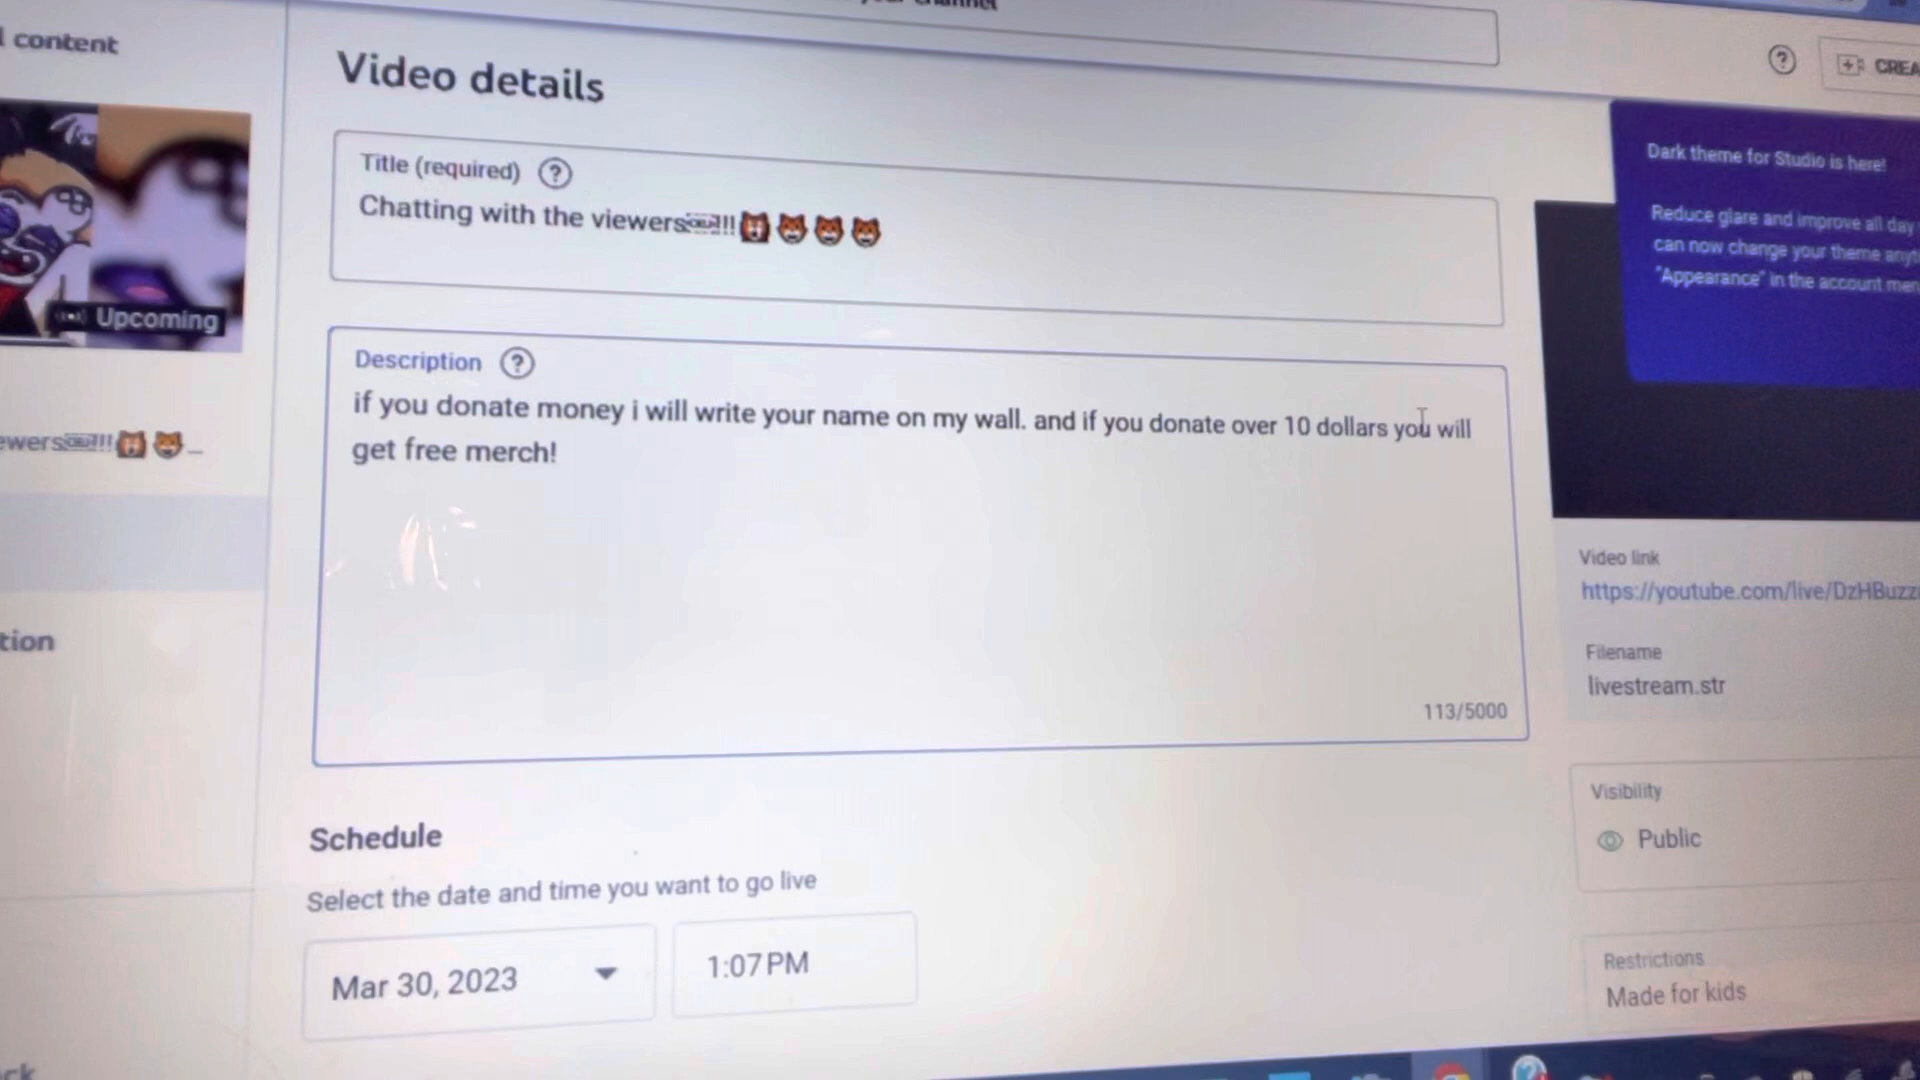 content
Video details
Title (required)
Chatting with the viewers!!!🐯🐯🐯🐯
Upcoming
Description
if you donate money i will write your name on my wall. and if you donate over 10 dollars you will
get free merch!
113/5000
Schedule
Select the date and time you want to go live
Mar 30, 2023
1:07 PM
Dark theme for Studio is here!
Reduce glare and improve all day
can now change your theme
"Appearance" in the account
Video link
https://youtube.com/live/DzHBuzz
Filename
livestream.str
Visibility
Public
Restrictions
Made for kids